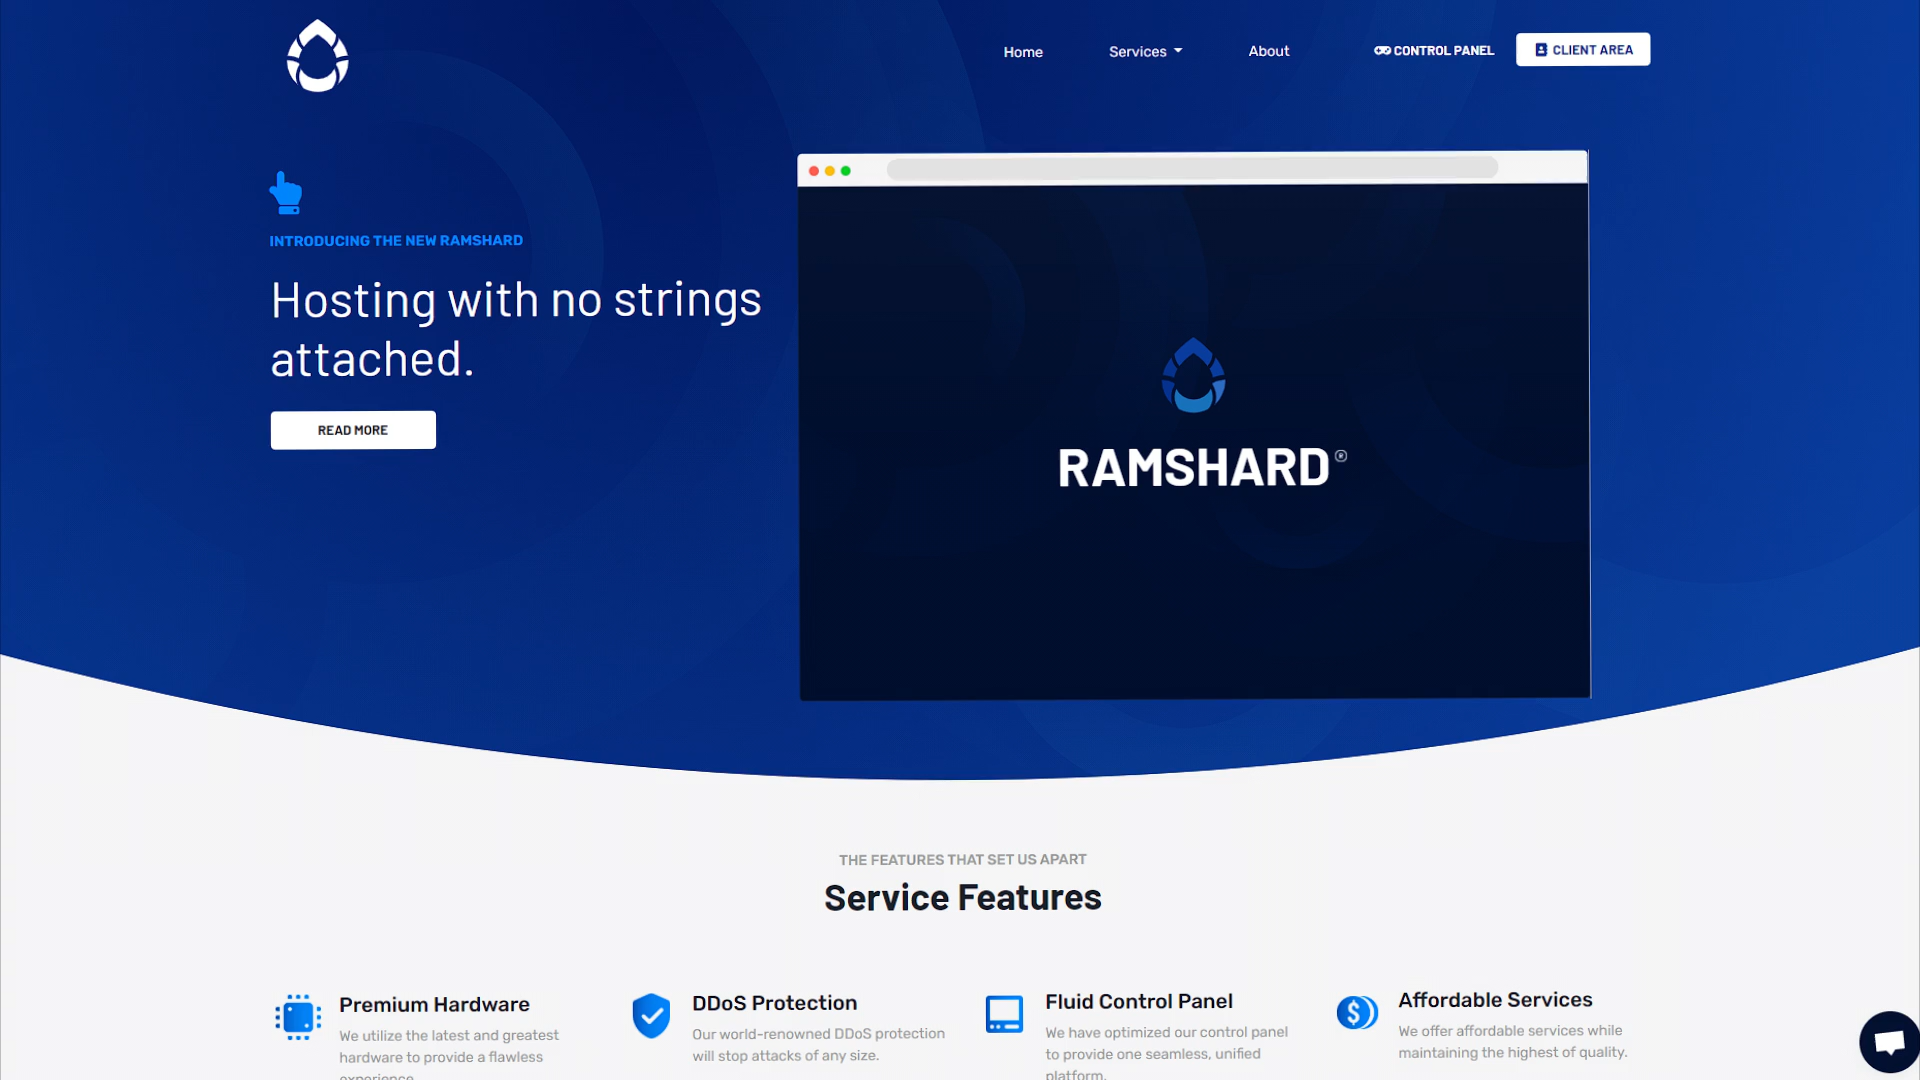 Home
Services
About
CONTROL PANEL
CLIENT AREA
INTRODUCING THE NEW RAMSHARD
Hosting with no strings
attached.
READ MORE
RAMSHARD®
THE FEATURES THAT SET US APART
Service Features
Premium Hardware
We utilize the latest and greatest
hardware to provide a flawless
experience.
DDoS Protection
Our world-renowned DDoS protection
will stop attacks of any size.
Fluid Control Panel
We have optimized our control panel
to provide one seamless, unified
platform.
Affordable Services
We offer affordable services while
maintaining the highest of quality.